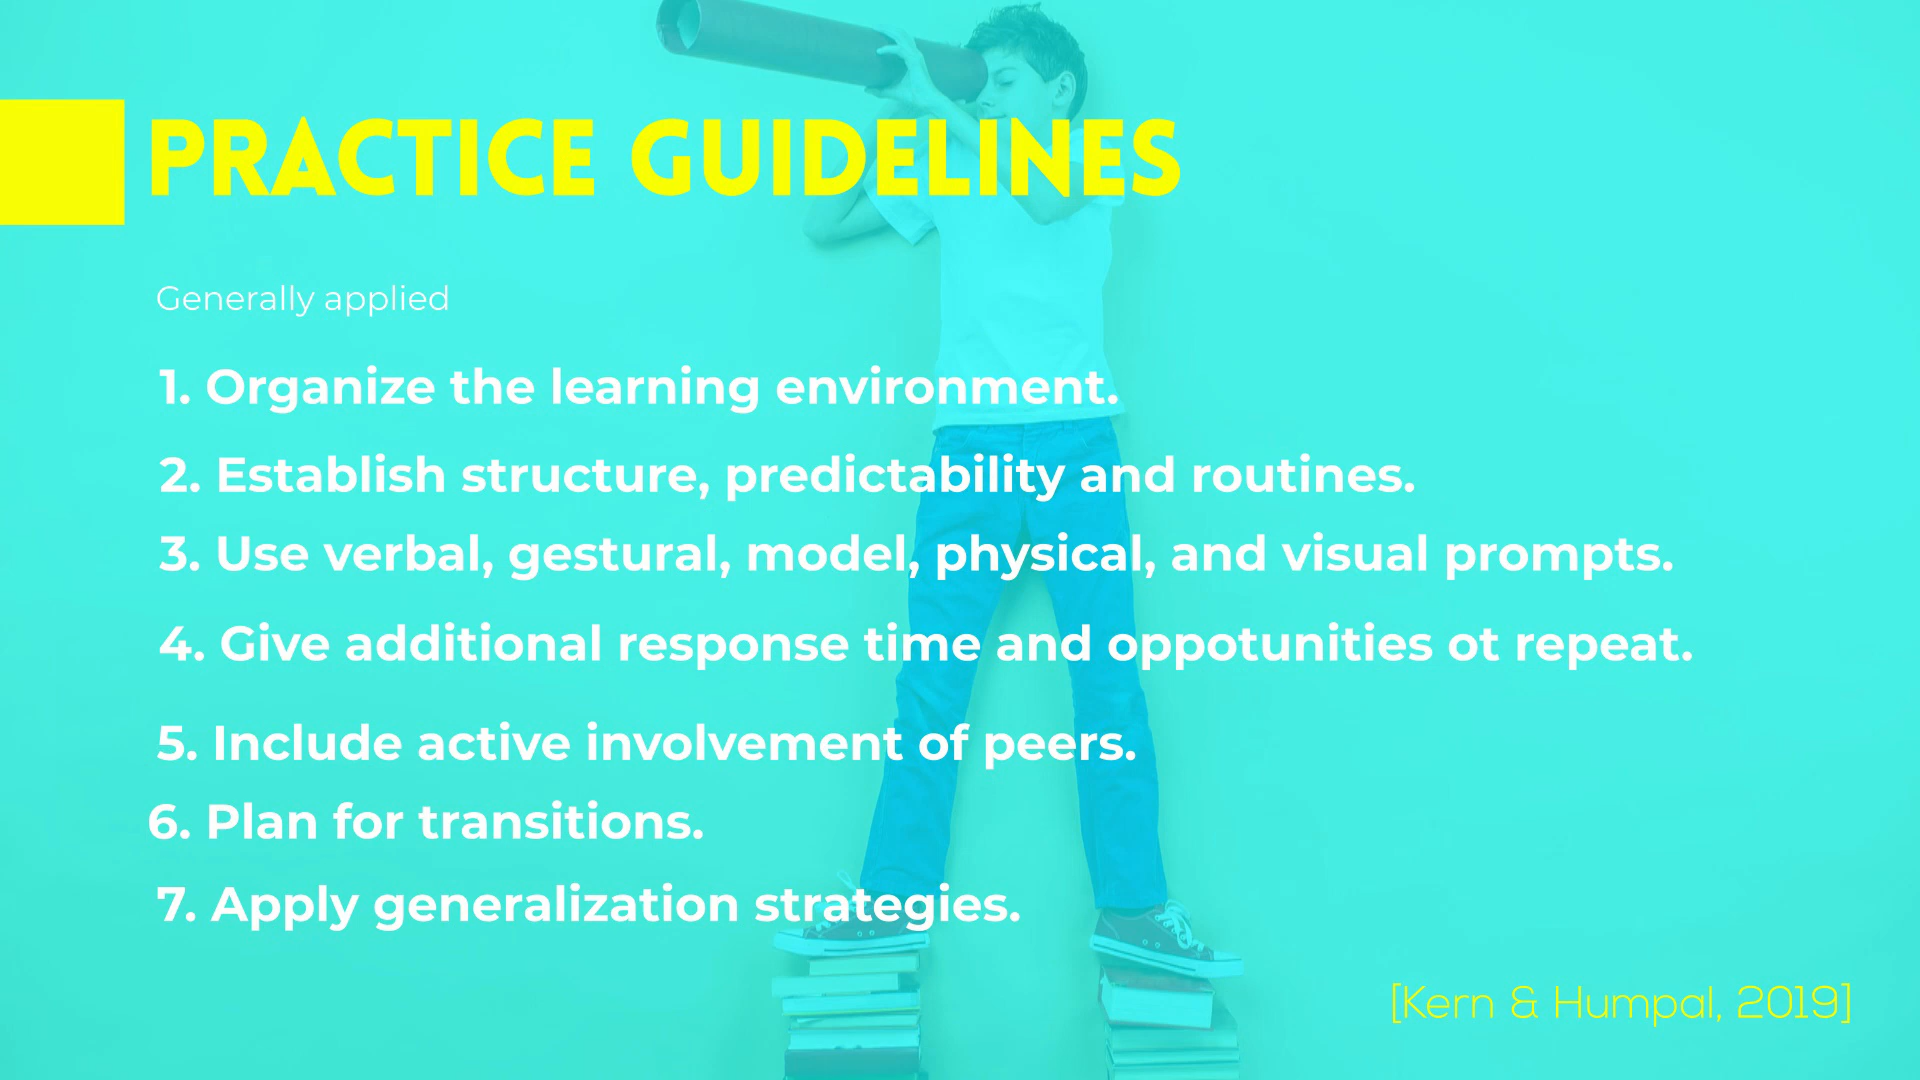 PRACTICE GUIDELINES
Generally applied
1. Organize the learning environment.
2. Establish structure, predictability and routines.
3. Use verbal, gestural, model, physical, and visual prompts.
4. Give additional response time and oppotunities ot repeat.
5. Include active involvement of peers.
6. Plan for transitions.
7. Apply generalization strategies.
[Kern & Humpal, 2019]